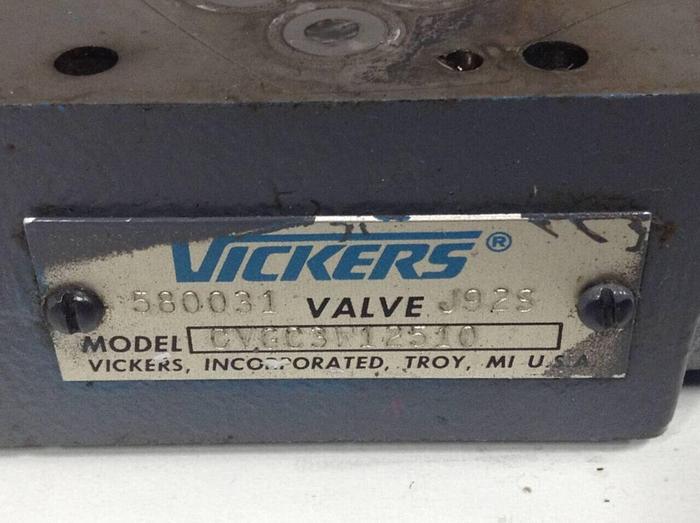 VICKERS®
580031 VALVE J92S
MODEL CVGC3W12510
VICKERS, INCORPORATED, TROY, MI U.S.A